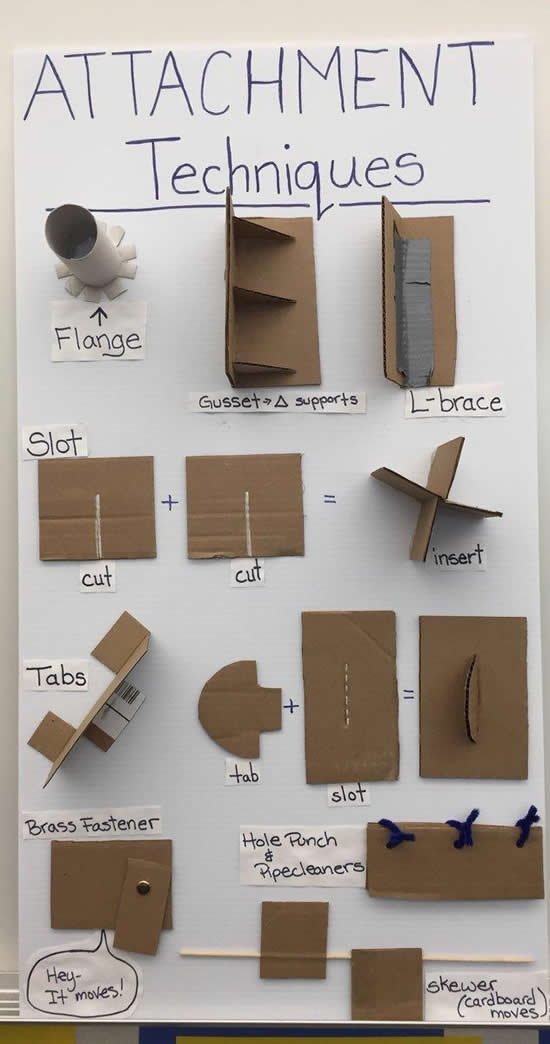 ATTACHMENT
Techniques
↑
Flange
Gusset → Δ supports
L-brace
Slot
+
=
cut
cut
insert
Tabs
+
=
tab
slot
Brass Fastener
Hole Punch
&
Pipecleaners
Hey-
It moves!
skewer
(cardboard
moves)